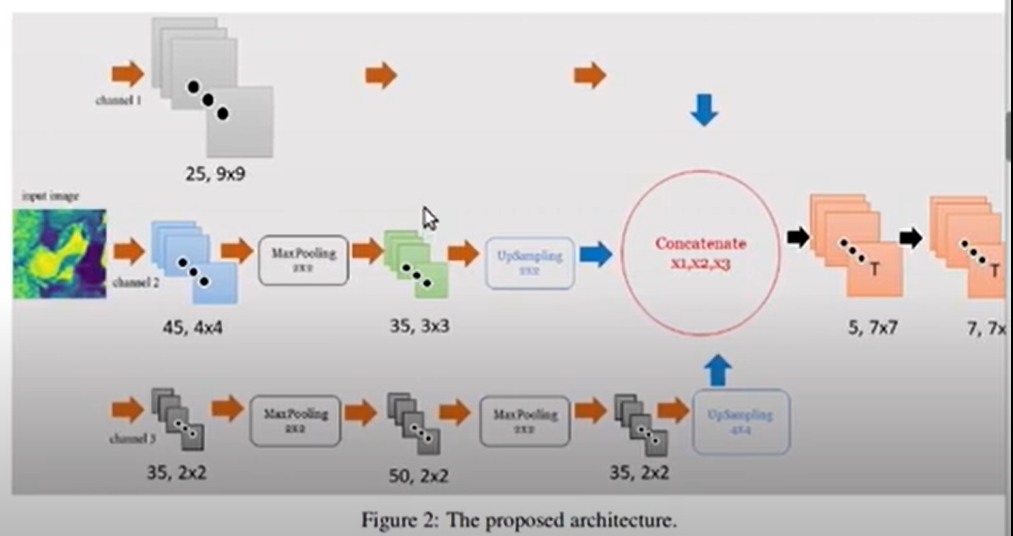 channel 1
25, 9x9
input image
channel 2
45, 4x4
MaxPooling
2X2
35, 3x3
UpSampling
2X2
Concatenate
x1,x2,x3
T
5, 7x7
T
7, 7x
channel 3
35, 2x2
MaxPooling
2X2
50, 2x2
MaxPooling
2X2
35, 2x2
UpSampling
4X4
Figure 2: The proposed architecture.